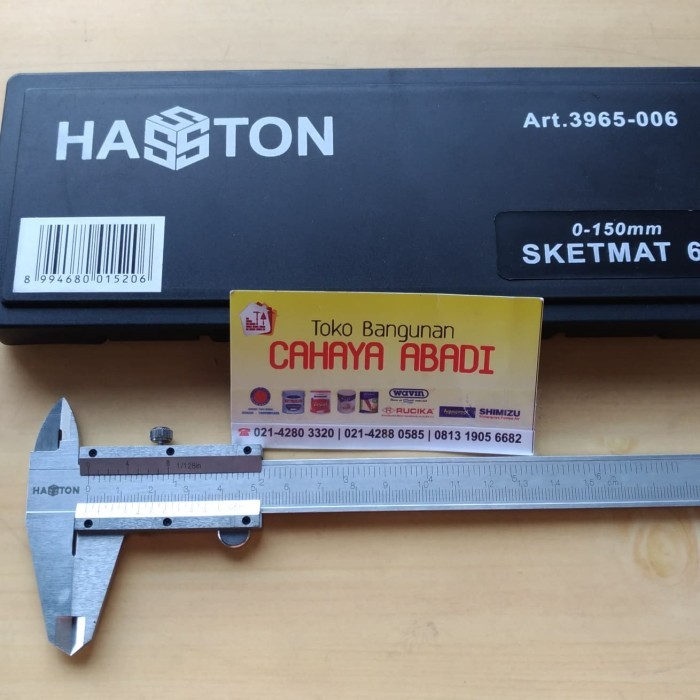 HASSTON
Art.3965-006
0-150mm
SKETMAT 6
8 994680 015206
Toko Bangunan
CAHAYA ABADI
wavin
RUCIKA
SHIMIZU
021-4280 3320 | 021-4288 0585 | 0813 1905 6682
1/128in
HASSTON